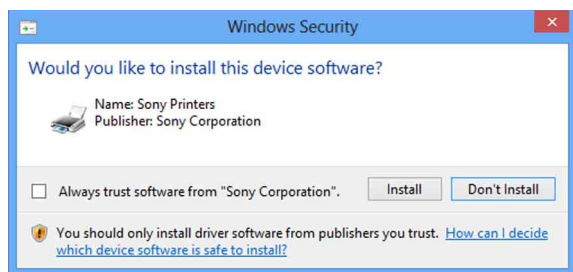 Windows Security
Would you like to install this device software?
Name: Sony Printers
Publisher: Sony Corporation
Always trust software from "Sony Corporation".
Install
Don't Install
You should only install driver software from publishers you trust. How can I decide
which device software is safe to install?